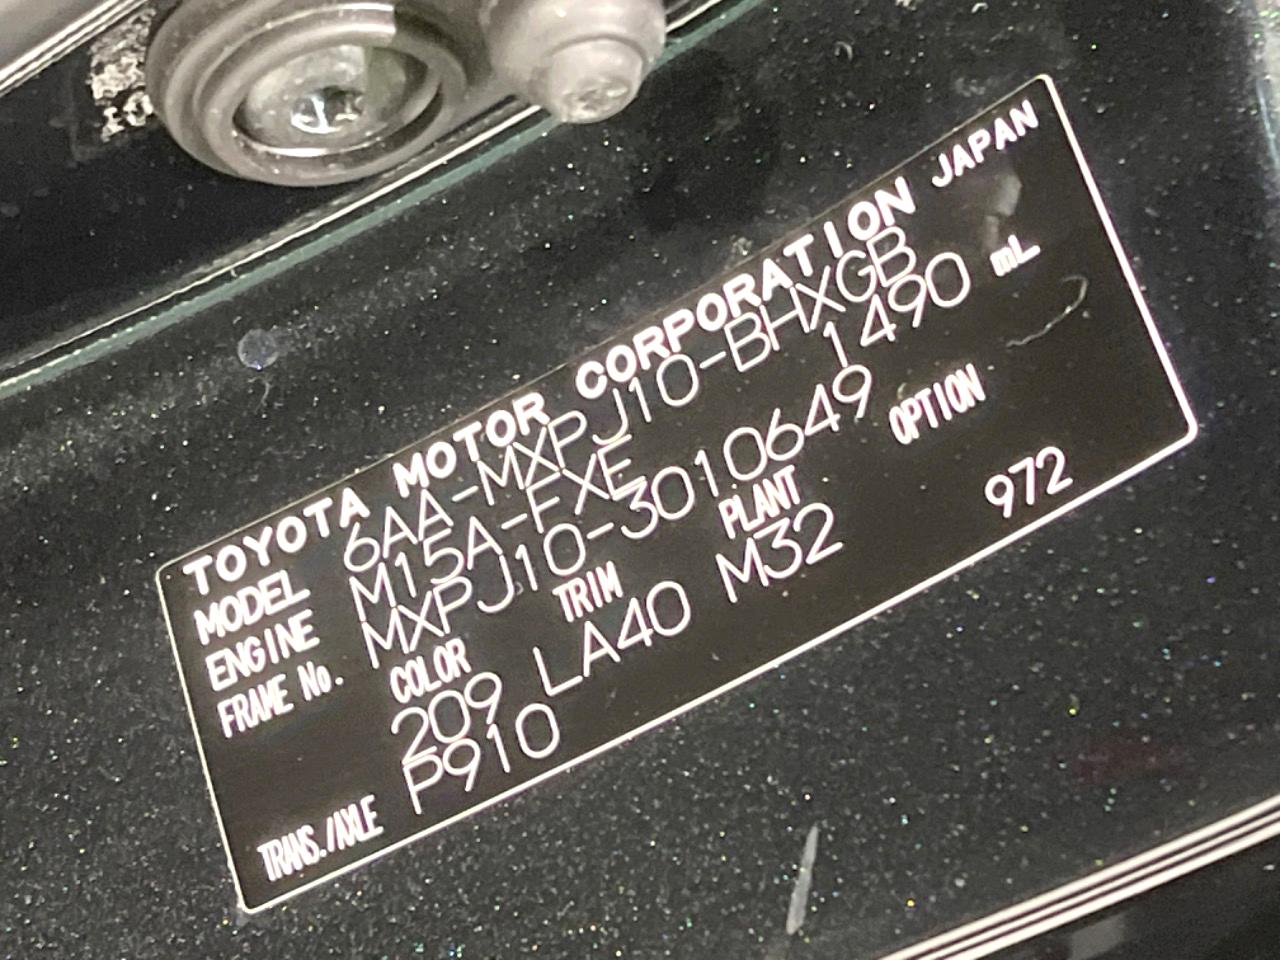 TOYOTA MOTOR CORPORATION JAPAN
MODEL 6AA-MXPJ10-BHXGB
ENGINE M15A-FXE 1490 mL
FRAME No. MXPJ10-3010649
COLOR TRIM PLANT OPTION
209 LA40 M32 972
TRANS./AXLE P910